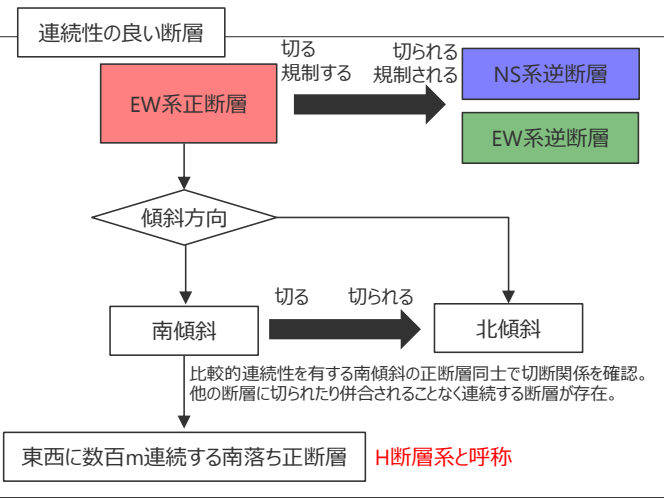 連続性の良い断層
切る
規制する
切られる
規制される
EW系正断層
NS系逆断層
EW系逆断層
傾斜方向
切る
切られる
南傾斜
北傾斜
比較的連続性を有する南傾斜の正断層同士で切断関係を確認。
他の断層に切られたり併合されることなく連続する断層が存在。
東西に数百m連続する南落ち正断層
H断層系と呼称